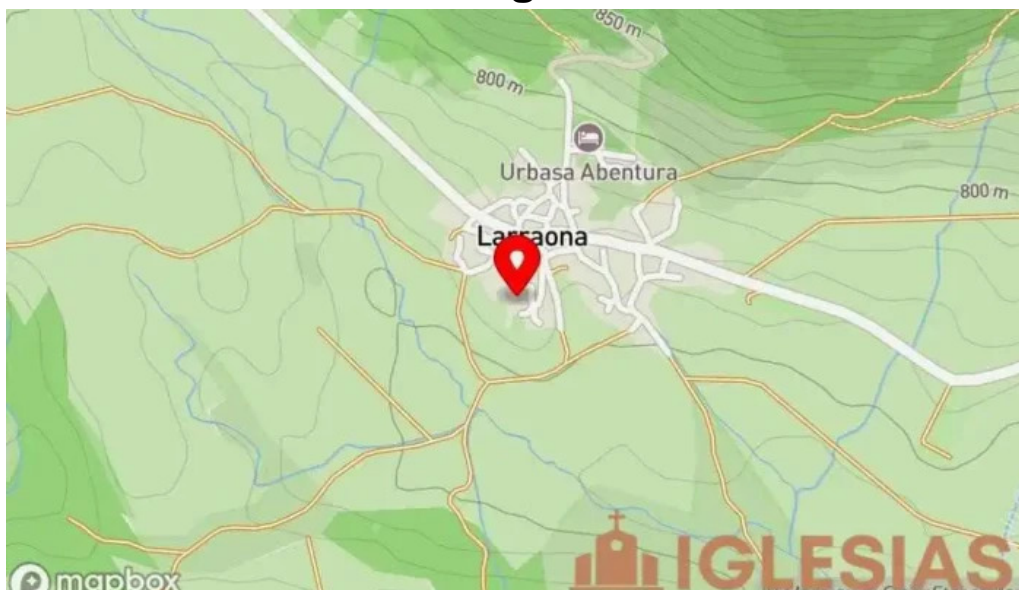 850 m
800 m
Urbasa Abentura
800 m
Larraona
mapbox
IGLESIAS